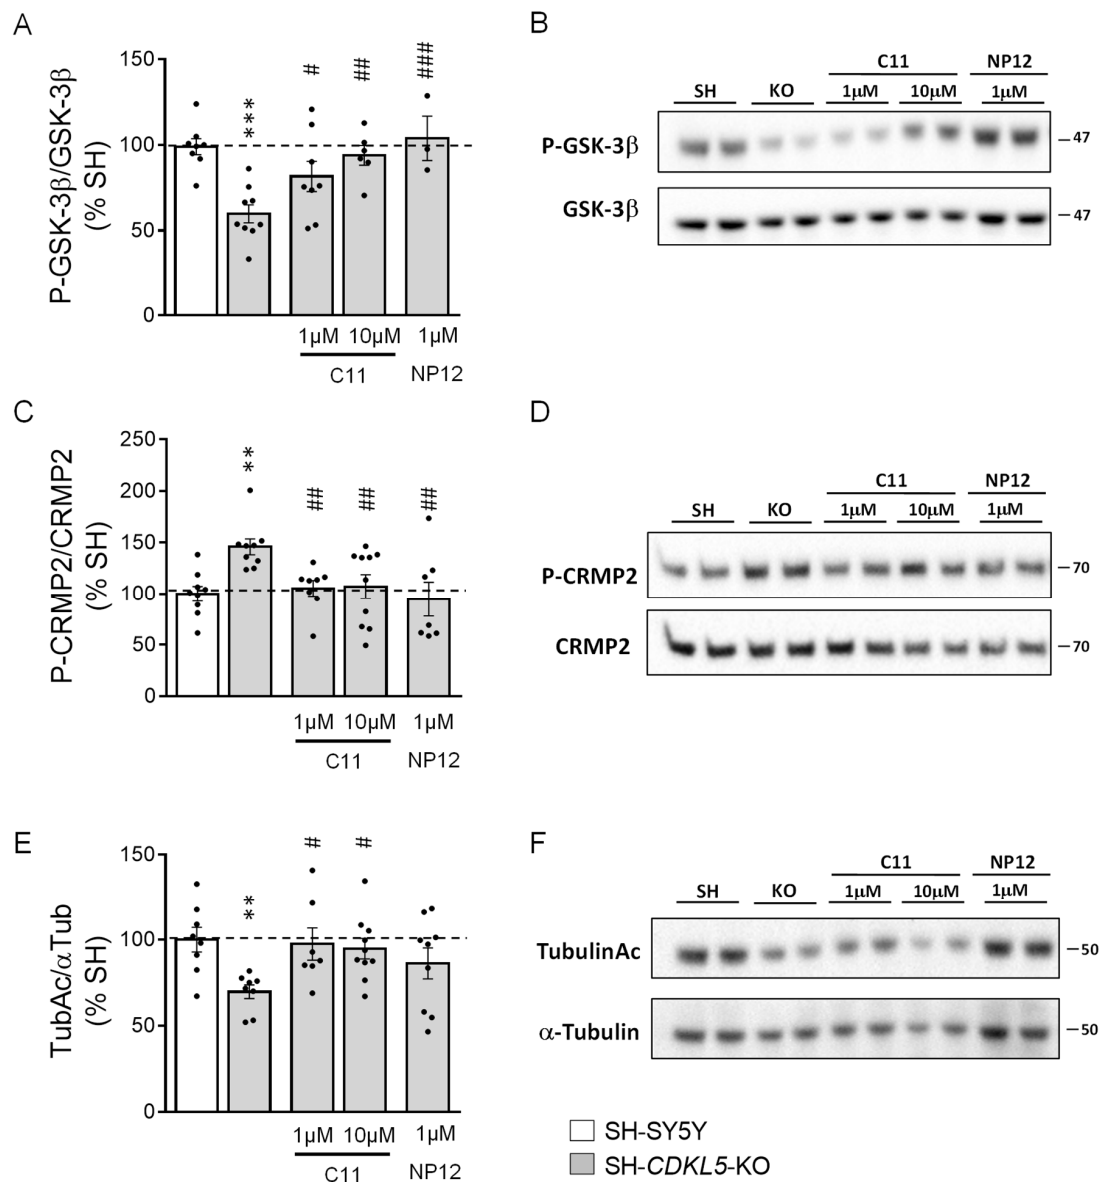 A
P-GSK-3β/GSK-3β
(% SH)
150
100
50
0
***
#
##
###
1µM 10µM 1µM
C11 NP12
B
C11 NP12
SH KO 1µM 10µM 1µM
P-GSK-3β
47
GSK-3β
47
C
P-CRMP2/CRMP2
(% SH)
250
200
150
100
50
0
**
##
##
##
1µM 10µM 1µM
C11 NP12
D
C11 NP12
SH KO 1µM 10µM 1µM
P-CRMP2
70
CRMP2
70
E
TubAc/αTub
(% SH)
150
100
50
0
**
#
#
1µM 10µM 1µM
C11 NP12
F
C11 NP12
SH KO 1µM 10µM 1µM
TubulinAc
50
α-Tubulin
50
SH-SY5Y
SH-CDKL5-KO